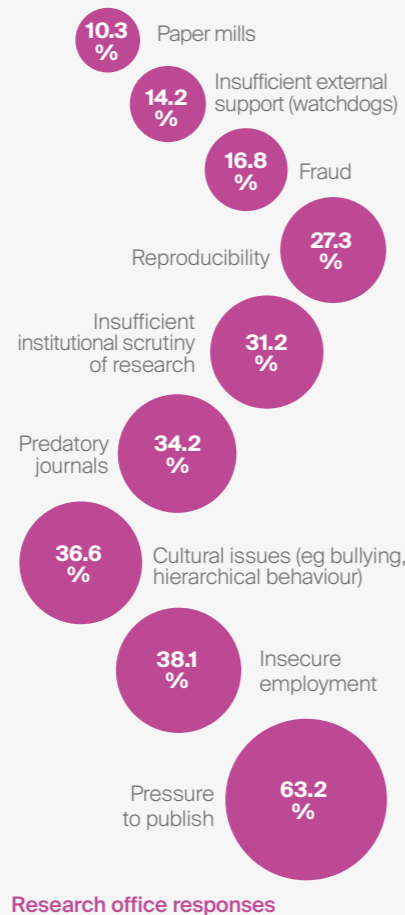 10.3
%
Paper mills
14.2
%
Insufficient external
support (watchdogs)
16.8
%
Fraud
27.3
%
Reproducibility
Insufficient
institutional scrutiny
of research
31.2
%
Predatory
journals
34.2
%
36.6
%
Cultural issues (eg bullying,
hierarchical behaviour)
38.1
%
Insecure
employment
Pressure
to publish
63.2
%
Research office responses